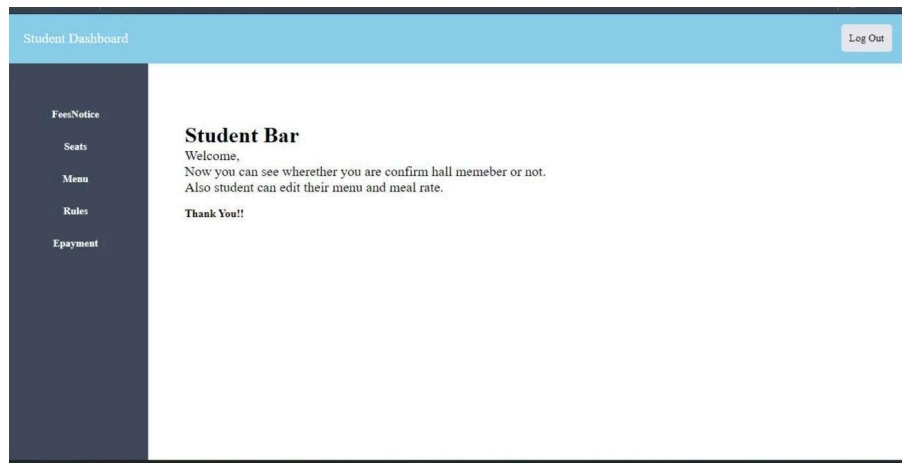 Student Dashboard
Log Out
FeesNotice
Seats
Menu
Rules
Epayment
Student Bar
Welcome,
Now you can see wherether you are confirm hall memeber or not.
Also student can edit their menu and meal rate.
Thank You!!